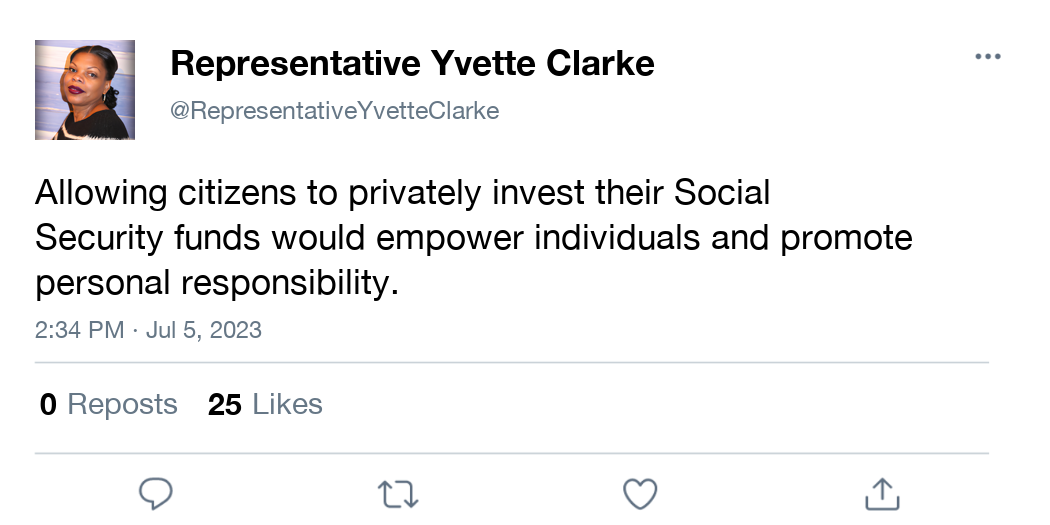 Representative Yvette Clarke
@RepresentativeYvetteClarke
Allowing citizens to privately invest their Social
Security funds would empower individuals and promote
personal responsibility.
2:34 PM · Jul 5, 2023
0 Reposts 25 Likes